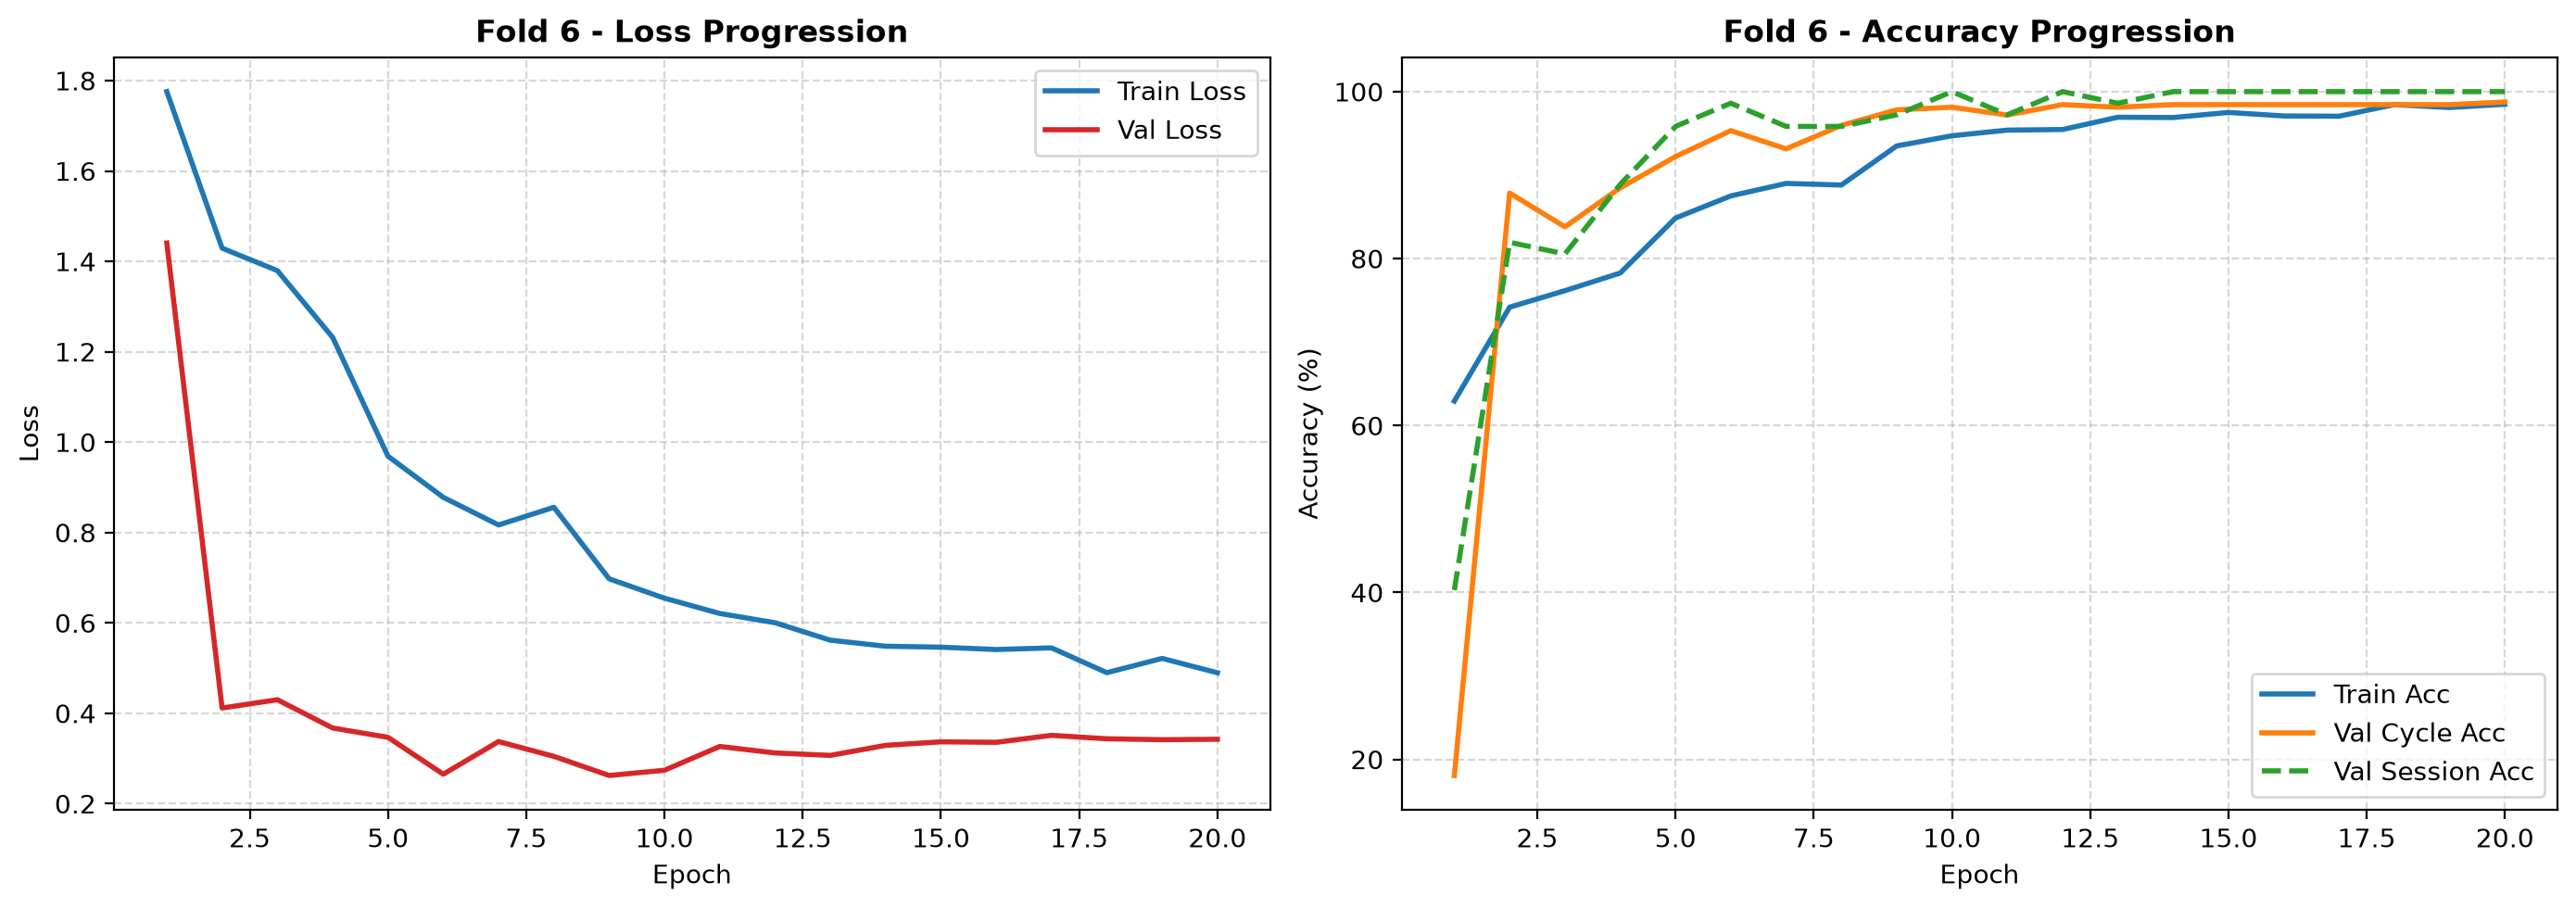 Fold 6 - Loss Progression
1.8
1.6
1.4
1.2
1.0
0.8
0.6
0.4
0.2
Loss
2.5 5.0 7.5 10.0 12.5 15.0 17.5 20.0
Epoch
Train Loss
Val Loss
Fold 6 - Accuracy Progression
100
80
60
40
20
Accuracy (%)
2.5 5.0 7.5 10.0 12.5 15.0 17.5 20.0
Epoch
Train Acc
Val Cycle Acc
Val Session Acc